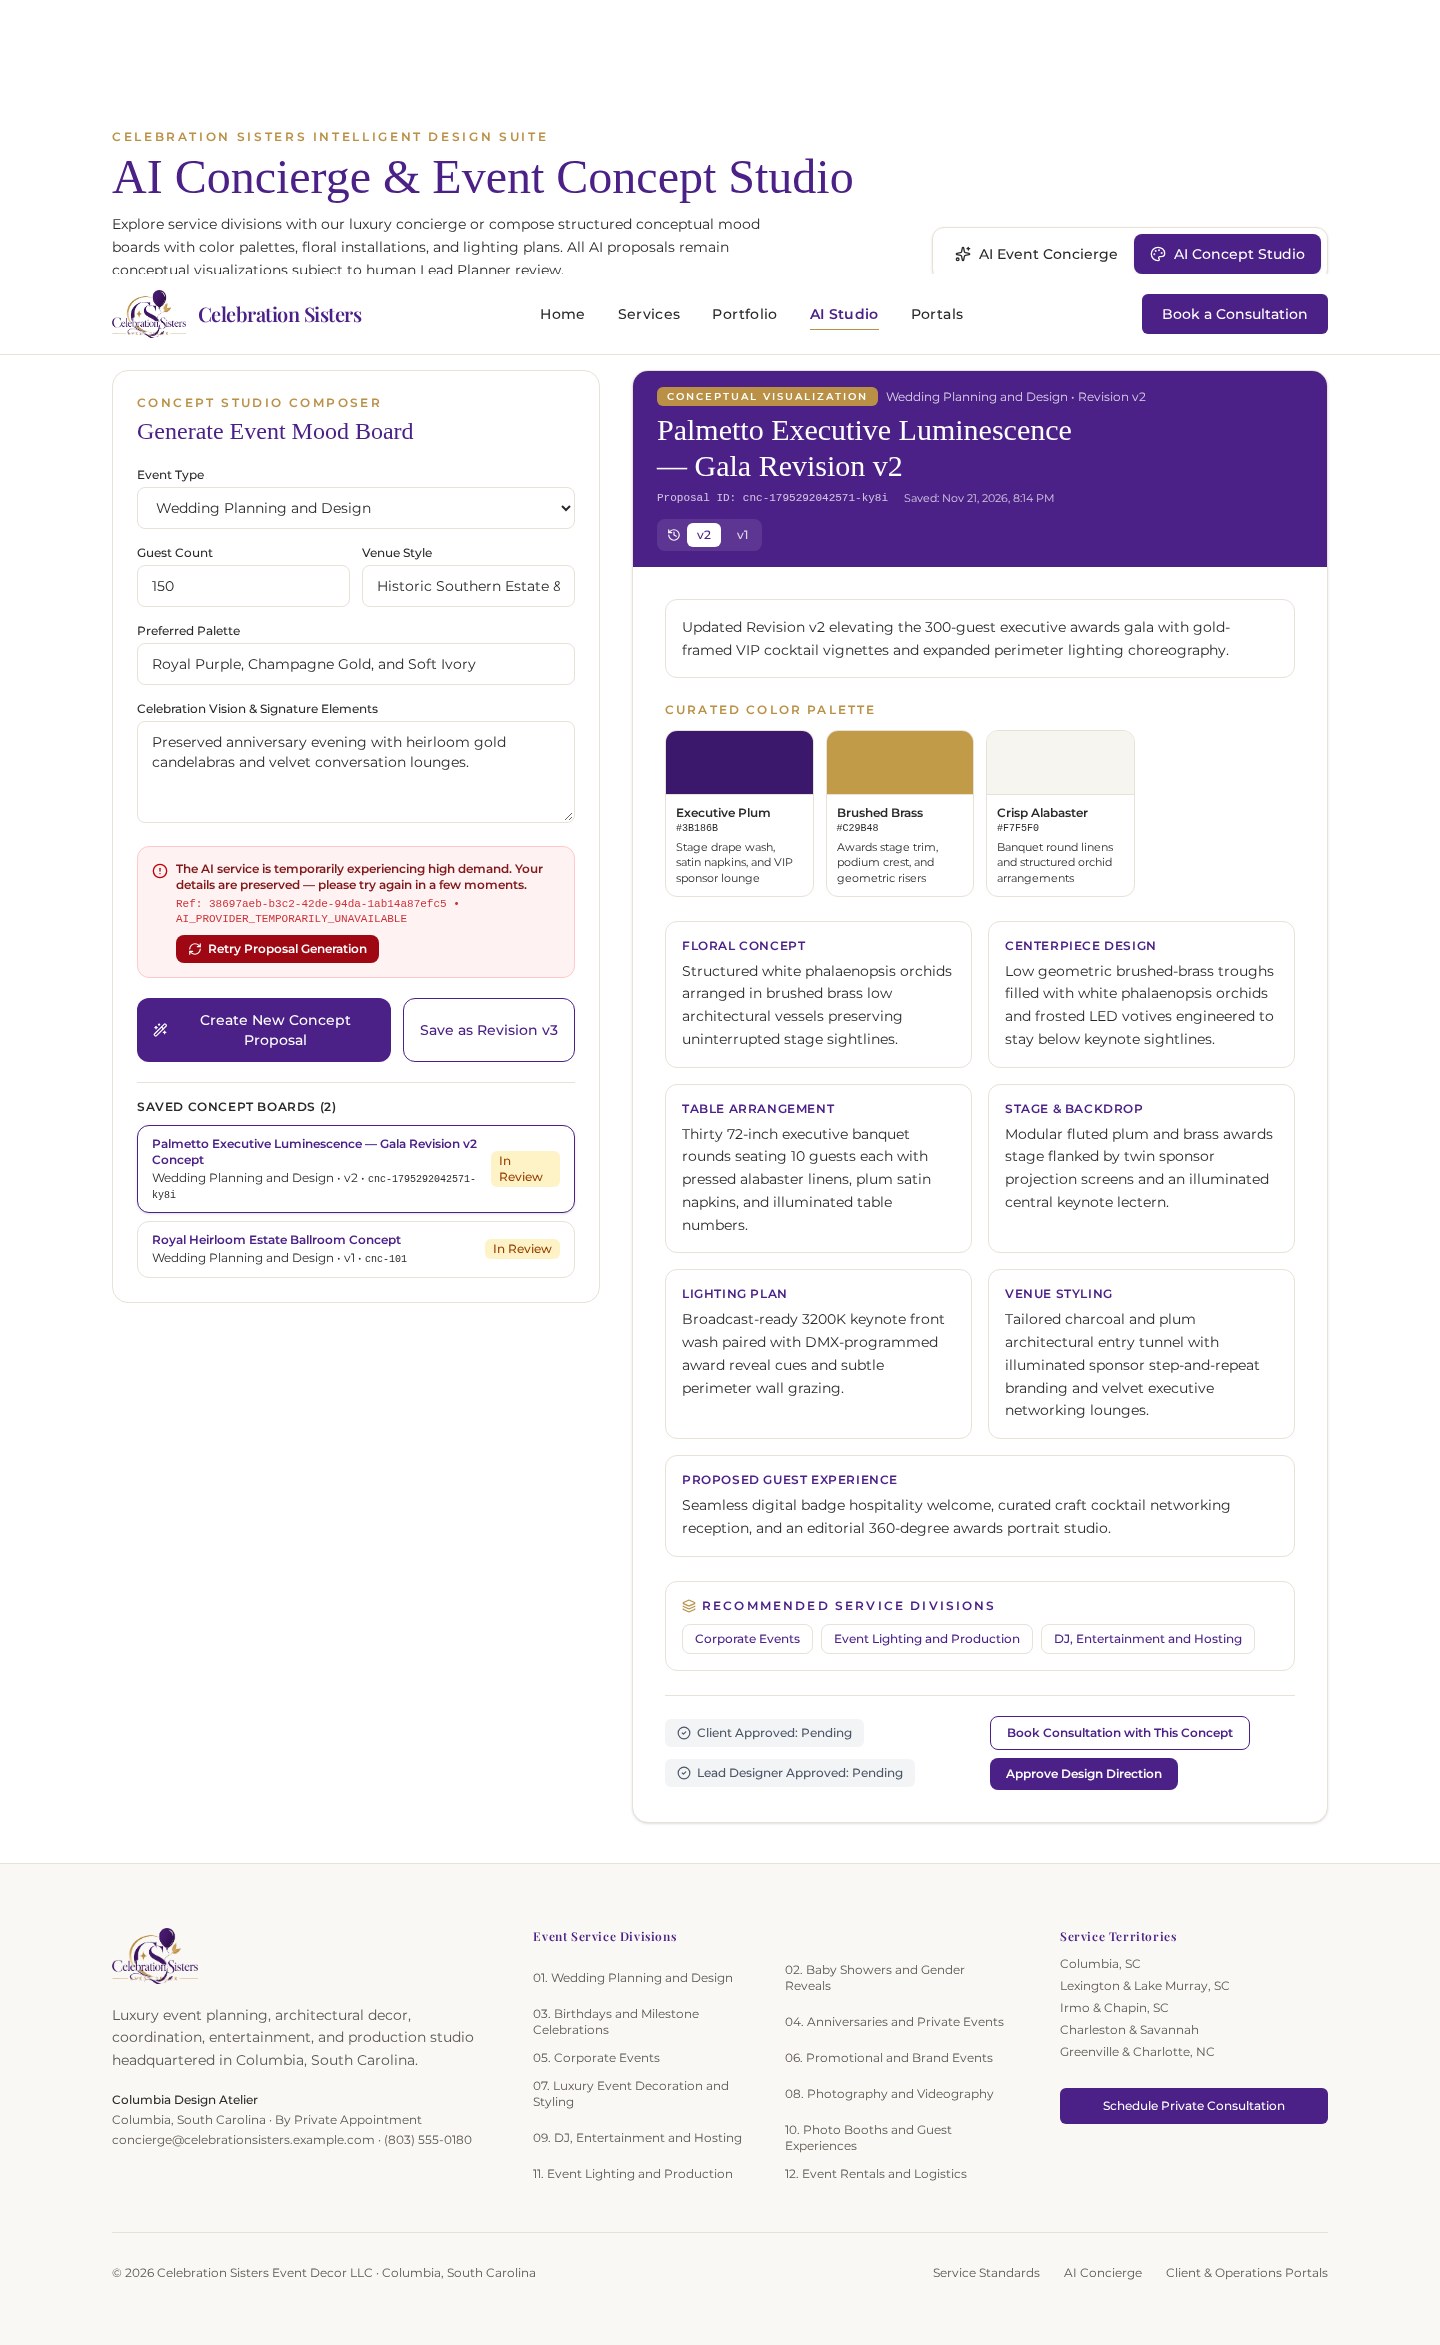 CELEBRATION SISTERS INTELLIGENT DESIGN SUITE
AI Concierge & Event Concept Studio
Explore service divisions with our luxury concierge or compose structured conceptual mood
boards with color palettes, floral installations, and lighting plans. All AI proposals remain
conceptual visualizations subject to human Lead Planner review.
AI Event Concierge
AI Concept Studio
Celebration Sisters
Celebration Sisters
Home
Services
Portfolio
AI Studio
Portals
Book a Consultation
CONCEPT STUDIO COMPOSER
Generate Event Mood Board
Event Type
Wedding Planning and Design
Guest Count
Venue Style
150
Historic Southern Estate &
Preferred Palette
Royal Purple, Champagne Gold, and Soft Ivory
Celebration Vision & Signature Elements
Preserved anniversary evening with heirloom gold
candelabras and velvet conversation lounges.
The AI service is temporarily experiencing high demand. Your
details are preserved — please try again in a few moments.
Ref: 38697aeb-b3c2-42de-94da-1ab14a87efc5 •
AI_PROVIDER_TEMPORARILY_UNAVAILABLE
Retry Proposal Generation
Create New Concept
Proposal
Save as Revision v3
SAVED CONCEPT BOARDS (2)
Palmetto Executive Luminescence — Gala Revision v2
Concept
Wedding Planning and Design • v2 • cnc-1795292042571-
ky8i
In
Review
Royal Heirloom Estate Ballroom Concept
Wedding Planning and Design • v1 • cnc-101
In Review
CONCEPTUAL VISUALIZATION
Wedding Planning and Design • Revision v2
Palmetto Executive Luminescence
— Gala Revision v2
Proposal ID: cnc-1795292042571-ky8i
Saved: Nov 21, 2026, 8:14 PM
v2
v1
Updated Revision v2 elevating the 300-guest executive awards gala with gold-
framed VIP cocktail vignettes and expanded perimeter lighting choreography.
CURATED COLOR PALETTE
Executive Plum
#3B186B
Stage drape wash,
satin napkins, and VIP
sponsor lounge
Brushed Brass
#C29B48
Awards stage trim,
podium crest, and
geometric risers
Crisp Alabaster
#F7F5F0
Banquet round linens
and structured orchid
arrangements
FLORAL CONCEPT
Structured white phalaenopsis orchids
arranged in brushed brass low
architectural vessels preserving
uninterrupted stage sightlines.
CENTERPIECE DESIGN
Low geometric brushed-brass troughs
filled with white phalaenopsis orchids
and frosted LED votives engineered to
stay below keynote sightlines.
TABLE ARRANGEMENT
Thirty 72-inch executive banquet
rounds seating 10 guests each with
pressed alabaster linens, plum satin
napkins, and illuminated table
numbers.
STAGE & BACKDROP
Modular fluted plum and brass awards
stage flanked by twin sponsor
projection screens and an illuminated
central keynote lectern.
LIGHTING PLAN
Broadcast-ready 3200K keynote front
wash paired with DMX-programmed
award reveal cues and subtle
perimeter wall grazing.
VENUE STYLING
Tailored charcoal and plum
architectural entry tunnel with
illuminated sponsor step-and-repeat
branding and velvet executive
networking lounges.
PROPOSED GUEST EXPERIENCE
Seamless digital badge hospitality welcome, curated craft cocktail networking
reception, and an editorial 360-degree awards portrait studio.
RECOMMENDED SERVICE DIVISIONS
Corporate Events
Event Lighting and Production
DJ, Entertainment and Hosting
Client Approved: Pending
Lead Designer Approved: Pending
Book Consultation with This Concept
Approve Design Direction
Celebration Sisters
Luxury event planning, architectural decor,
coordination, entertainment, and production studio
headquartered in Columbia, South Carolina.
Columbia Design Atelier
Columbia, South Carolina · By Private Appointment
concierge@celebrationsisters.example.com · (803) 555-0180
Event Service Divisions
01. Wedding Planning and Design
02. Baby Showers and Gender
Reveals
03. Birthdays and Milestone
Celebrations
04. Anniversaries and Private Events
05. Corporate Events
06. Promotional and Brand Events
07. Luxury Event Decoration and
Styling
08. Photography and Videography
09. DJ, Entertainment and Hosting
10. Photo Booths and Guest
Experiences
11. Event Lighting and Production
12. Event Rentals and Logistics
Service Territories
Columbia, SC
Lexington & Lake Murray, SC
Irmo & Chapin, SC
Charleston & Savannah
Greenville & Charlotte, NC
Schedule Private Consultation
© 2026 Celebration Sisters Event Decor LLC · Columbia, South Carolina
Service Standards
AI Concierge
Client & Operations Portals